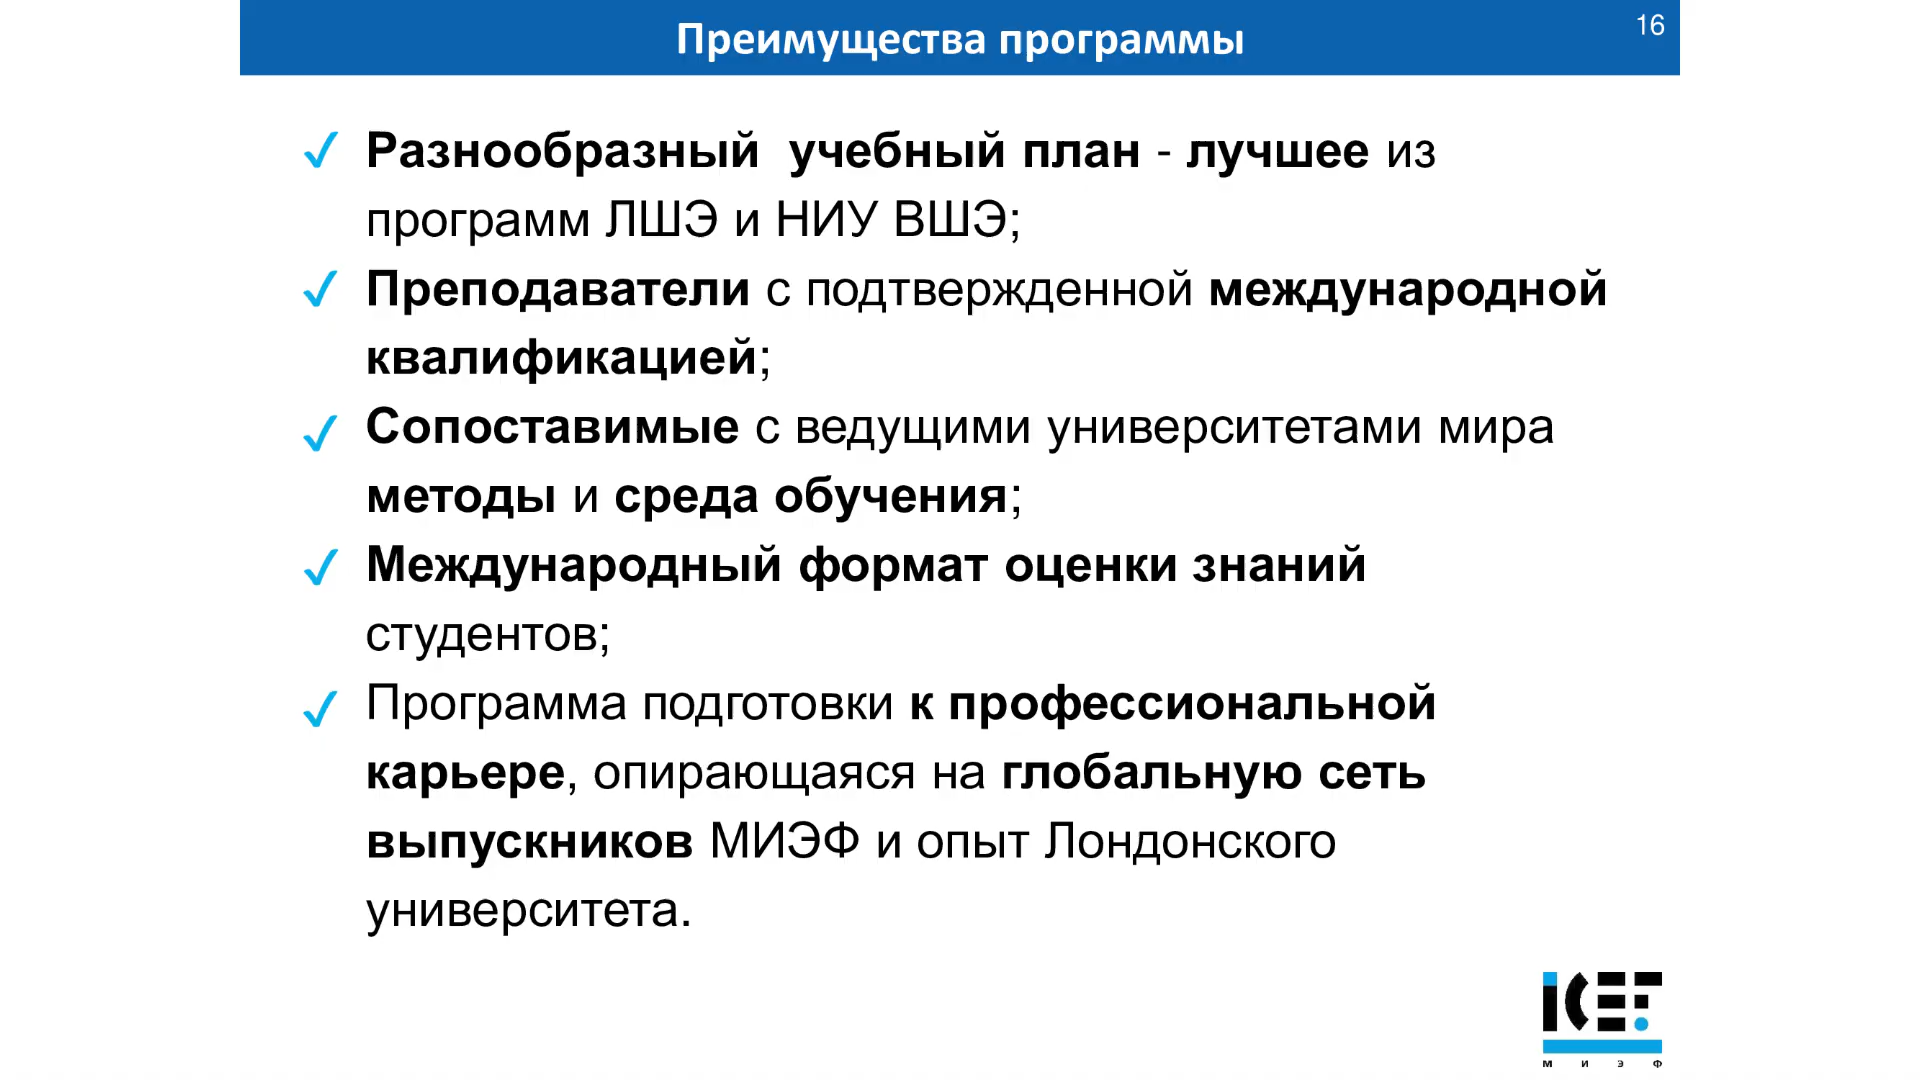 Преимущества программы
16
Разнообразный учебный план - лучшее из
программ ЛШЭ и НИУ ВШЭ;
Преподаватели с подтвержденной международной
квалификацией;
Сопоставимые с ведущими университетами мира
методы и среда обучения;
Международный формат оценки знаний
студентов;
Программа подготовки к профессиональной
карьере, опирающаяся на глобальную сеть
выпускников МИЭФ и опыт Лондонского
университета.
iCEF
М И Э Ф